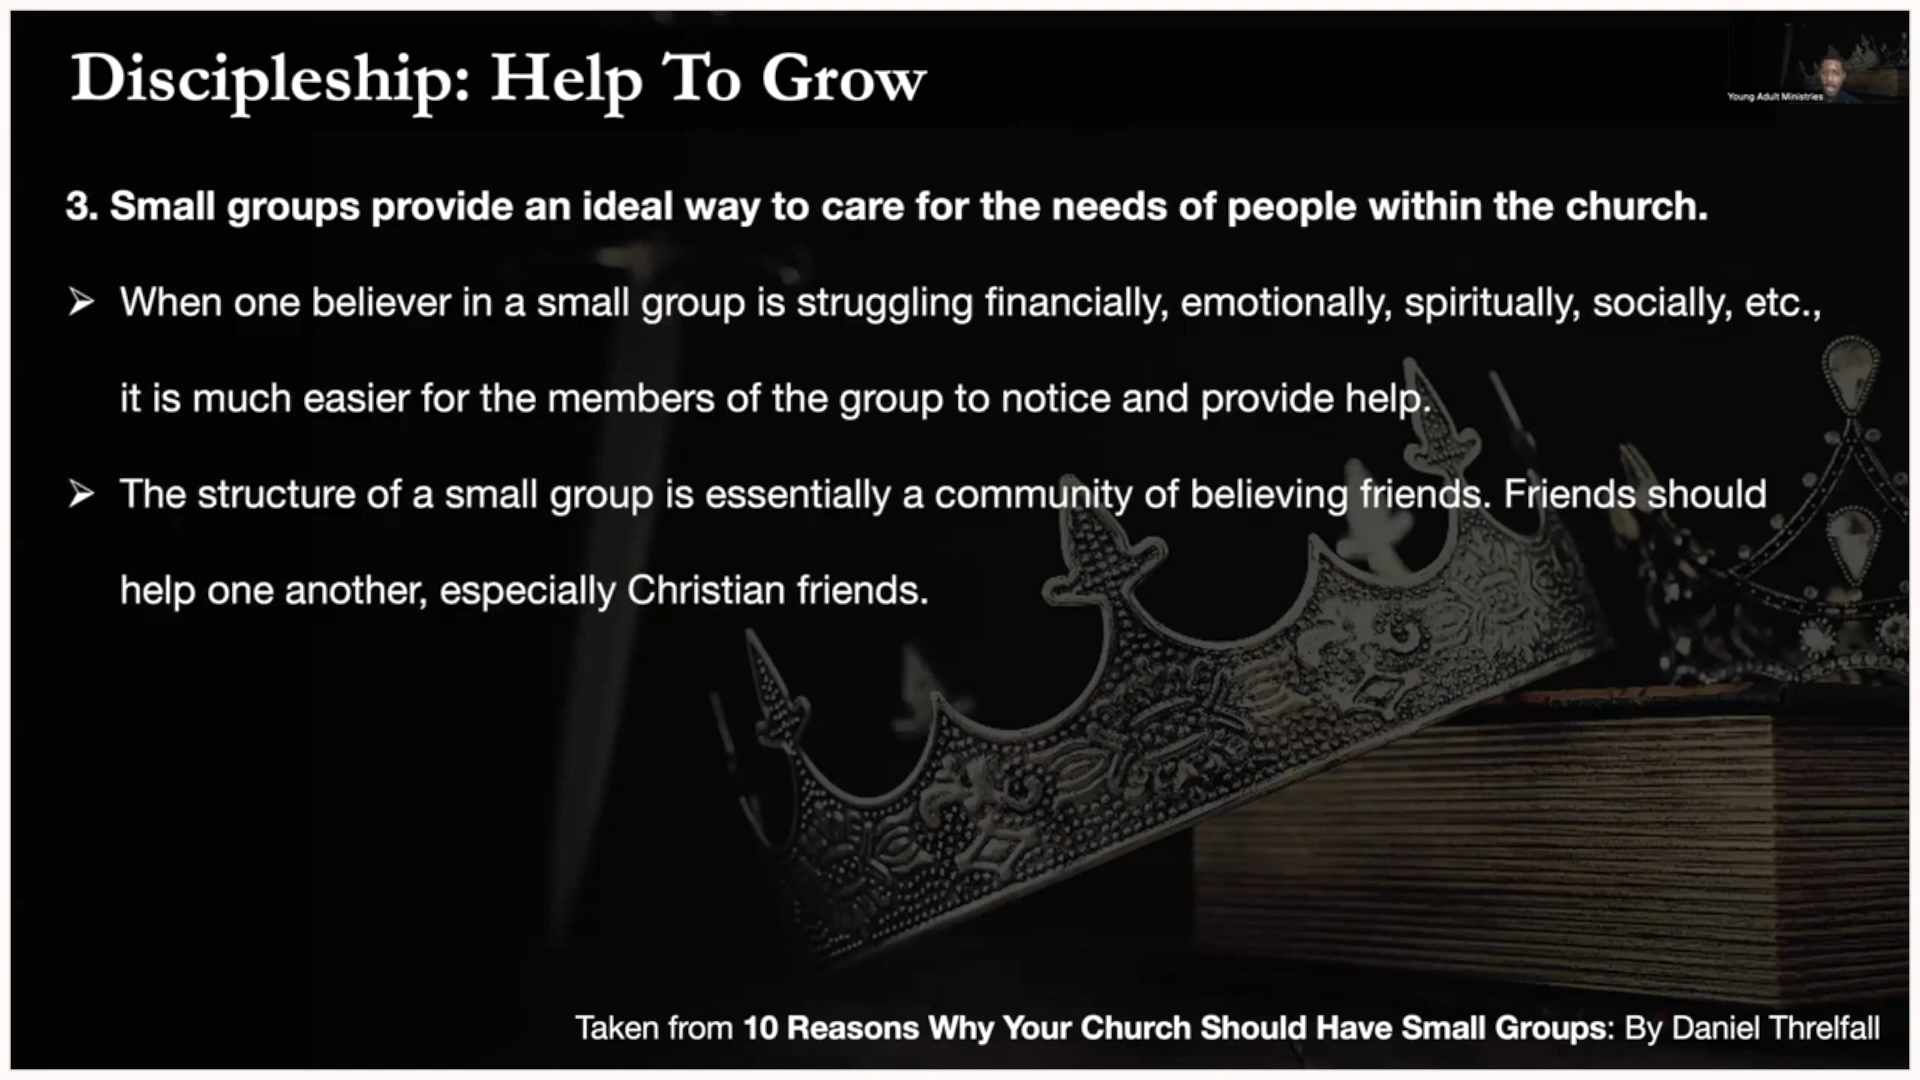 Discipleship: Help To Grow
Young Adult Ministries
3. Small groups provide an ideal way to care for the needs of people within the church.
➤ When one believer in a small group is struggling financially, emotionally, spiritually, socially, etc.,
it is much easier for the members of the group to notice and provide help.
➤ The structure of a small group is essentially a community of believing friends. Friends should
help one another, especially Christian friends.
Taken from 10 Reasons Why Your Church Should Have Small Groups: By Daniel Threlfall